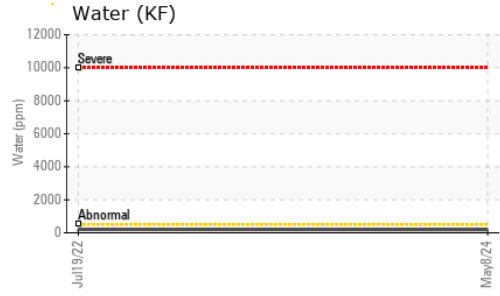 Water (KF)
12000
Severe
10000
8000
Water (ppm)
6000
4000
2000
Abnormal
0
Jul19/22
May8/24